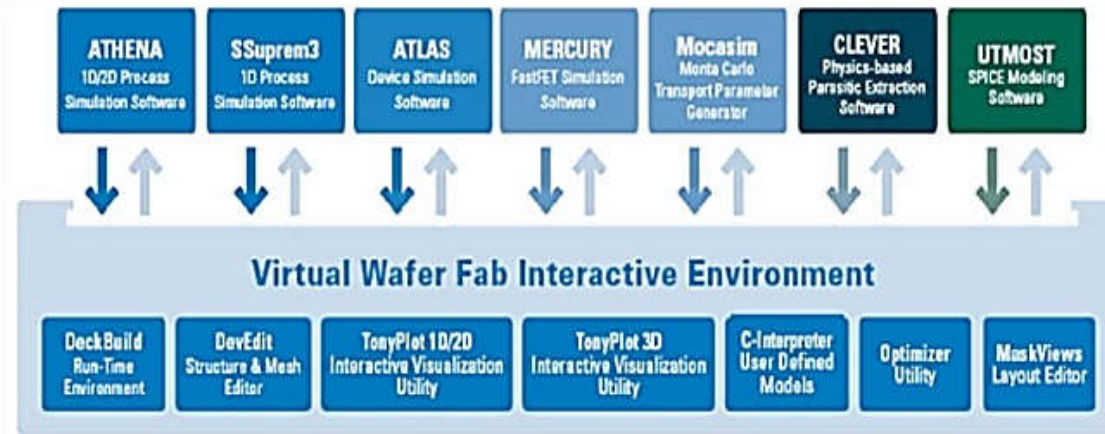 ATHENA
1D/2D Process
Simulation Software
SSuprem3
1D Process
Simulation Software
ATLAS
Device Simulation
Software
MERCURY
FastFET Simulation
Software
Mocasim
Monte Carlo
Transport Parameter
Generator
CLEVER
Physics-based
Parasitic Extraction
Software
UTMOST
SPICE Modeling
Software
Virtual Wafer Fab Interactive Environment
DeckBuild
Run-Time
Environment
DevEdit
Structure & Mesh
Editor
TonyPlot 1D/2D
Interactive Visualization
Utility
TonyPlot 3D
Interactive Visualization
Utility
C-Interpreter
User Defined
Models
Optimizer
Utility
MaskViews
Layout Editor